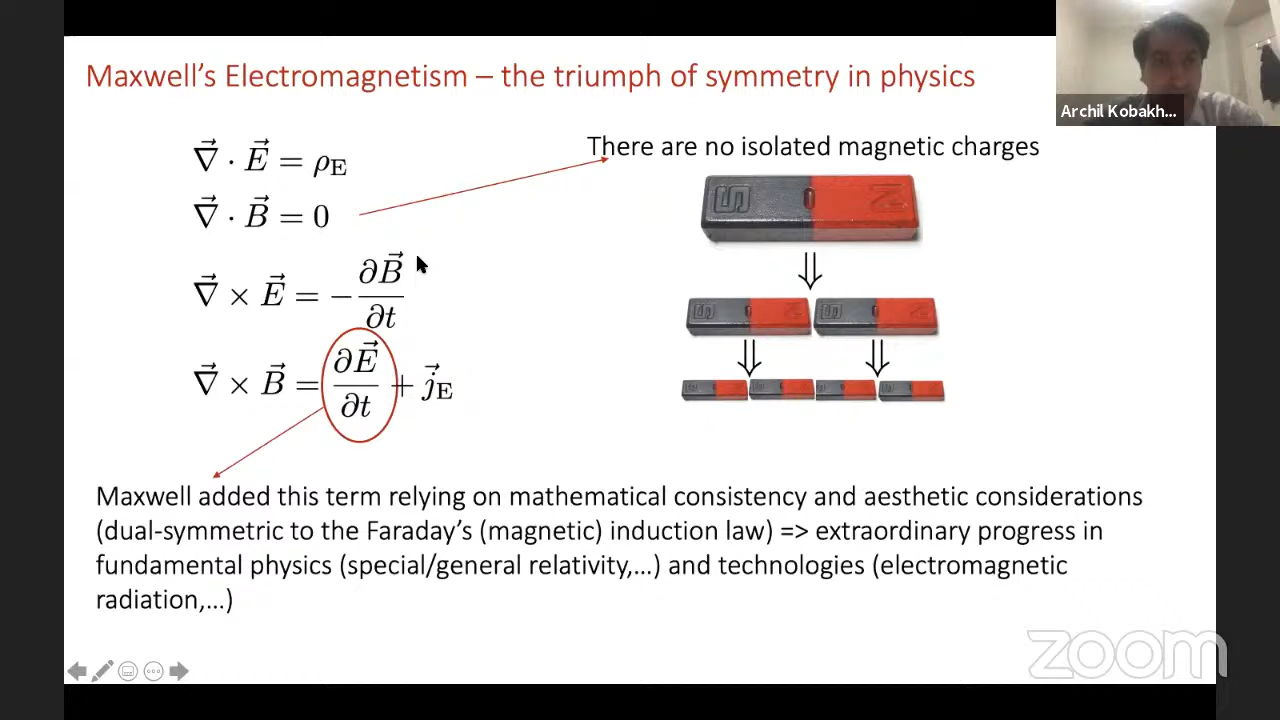 Maxwell's Electromagnetism – the triumph of symmetry in physics
Archil Kobakh...
∇⃗ · E⃗ = ρ_E
There are no isolated magnetic charges
∇⃗ · B⃗ = 0
S N
∇⃗ × E⃗ = −∂B⃗/∂t
S N S N
∇⃗ × B⃗ = ∂E⃗/∂t + j⃗_E
Maxwell added this term relying on mathematical consistency and aesthetic considerations
(dual-symmetric to the Faraday's (magnetic) induction law) => extraordinary progress in
fundamental physics (special/general relativity,…) and technologies (electromagnetic
radiation,…)
zoom